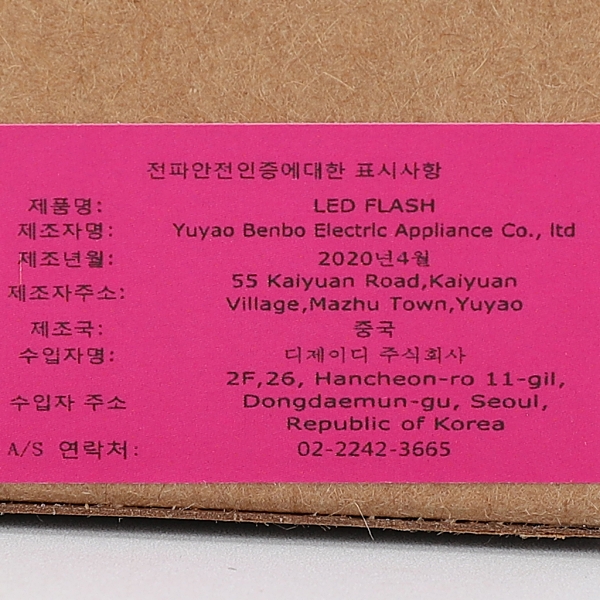 전파안전인증에대한 표시사항
제품명: LED FLASH
제조자명: Yuyao Benbo Electrlc Appliance Co., ltd
제조년월: 2020년4월
제조자주소: 55 Kaiyuan Road,Kaiyuan
Village,Mazhu Town,Yuyao
제조국: 중국
수입자명: 디제이디 주식회사
수입자 주소 2F,26, Hancheon-ro 11-gil,
Dongdaemun-gu, Seoul,
Republic of Korea
A/S 연락처: 02-2242-3665